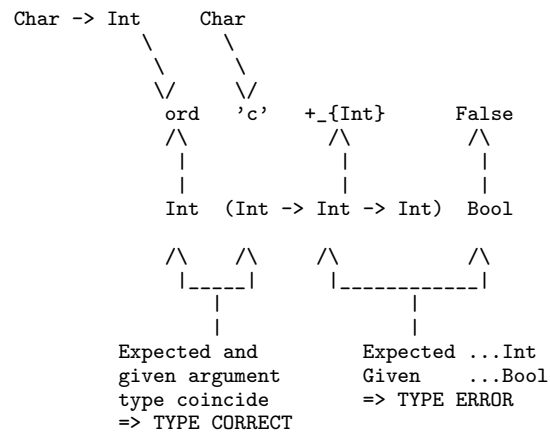 Char -> Int Char
ord ’c’ +_{Int} False
Int (Int -> Int -> Int) Bool
Expected and Expected ...Int
given argument Given ...Bool
type coincide => TYPE ERROR
=> TYPE CORRECT